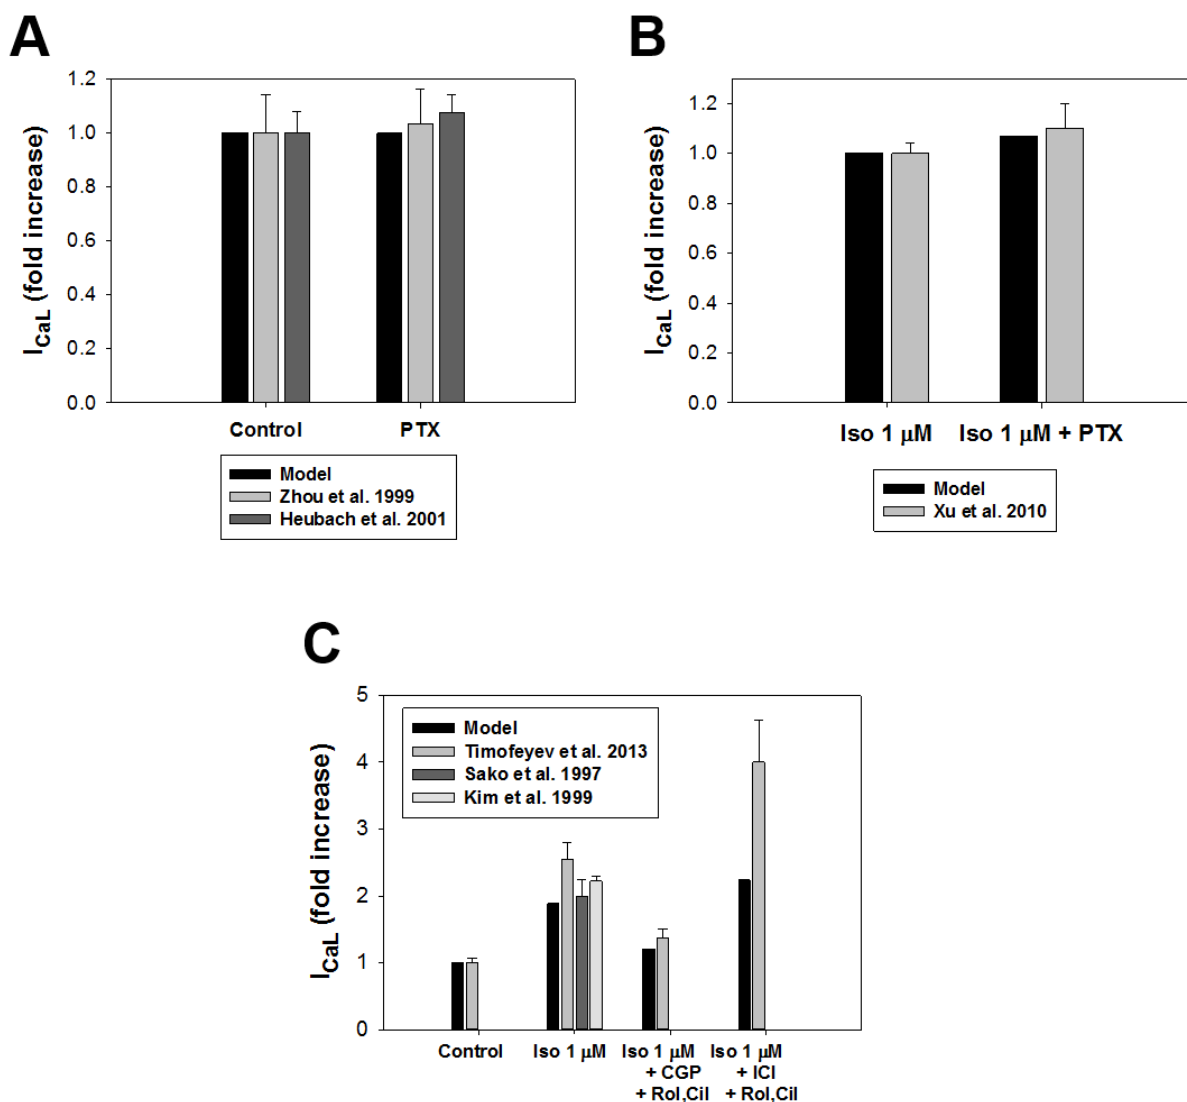 A
I_CaL (fold increase)
1.2
1.0
0.8
0.6
0.4
0.2
0.0
Control
PTX
Model
Zhou et al. 1999
Heubach et al. 2001
B
I_CaL (fold increase)
1.2
1.0
0.8
0.6
0.4
0.2
0.0
Iso 1 μM
Iso 1 μM + PTX
Model
Xu et al. 2010
C
I_CaL (fold increase)
5
4
3
2
1
0
Model
Timofeyev et al. 2013
Sako et al. 1997
Kim et al. 1999
Control
Iso 1 μM
Iso 1 μM
+ CGP
+ Rol,Cil
Iso 1 μM
+ ICI
+ Rol,Cil